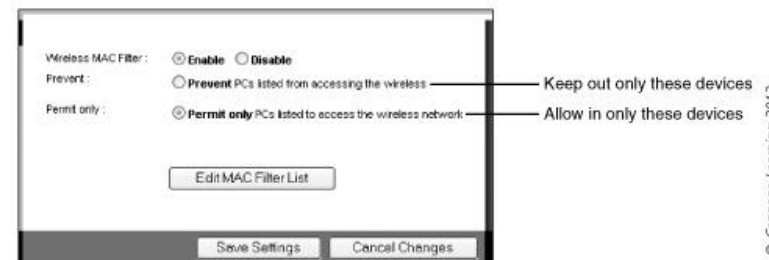 Wireless MAC Filter : Enable Disable
Prevent : Prevent PCs listed from accessing the wireless Keep out only these devices
Permit only : Permit only PCs listed to access the wireless network Allow in only these devices
Edit MAC Filter List
Save Settings Cancel Changes